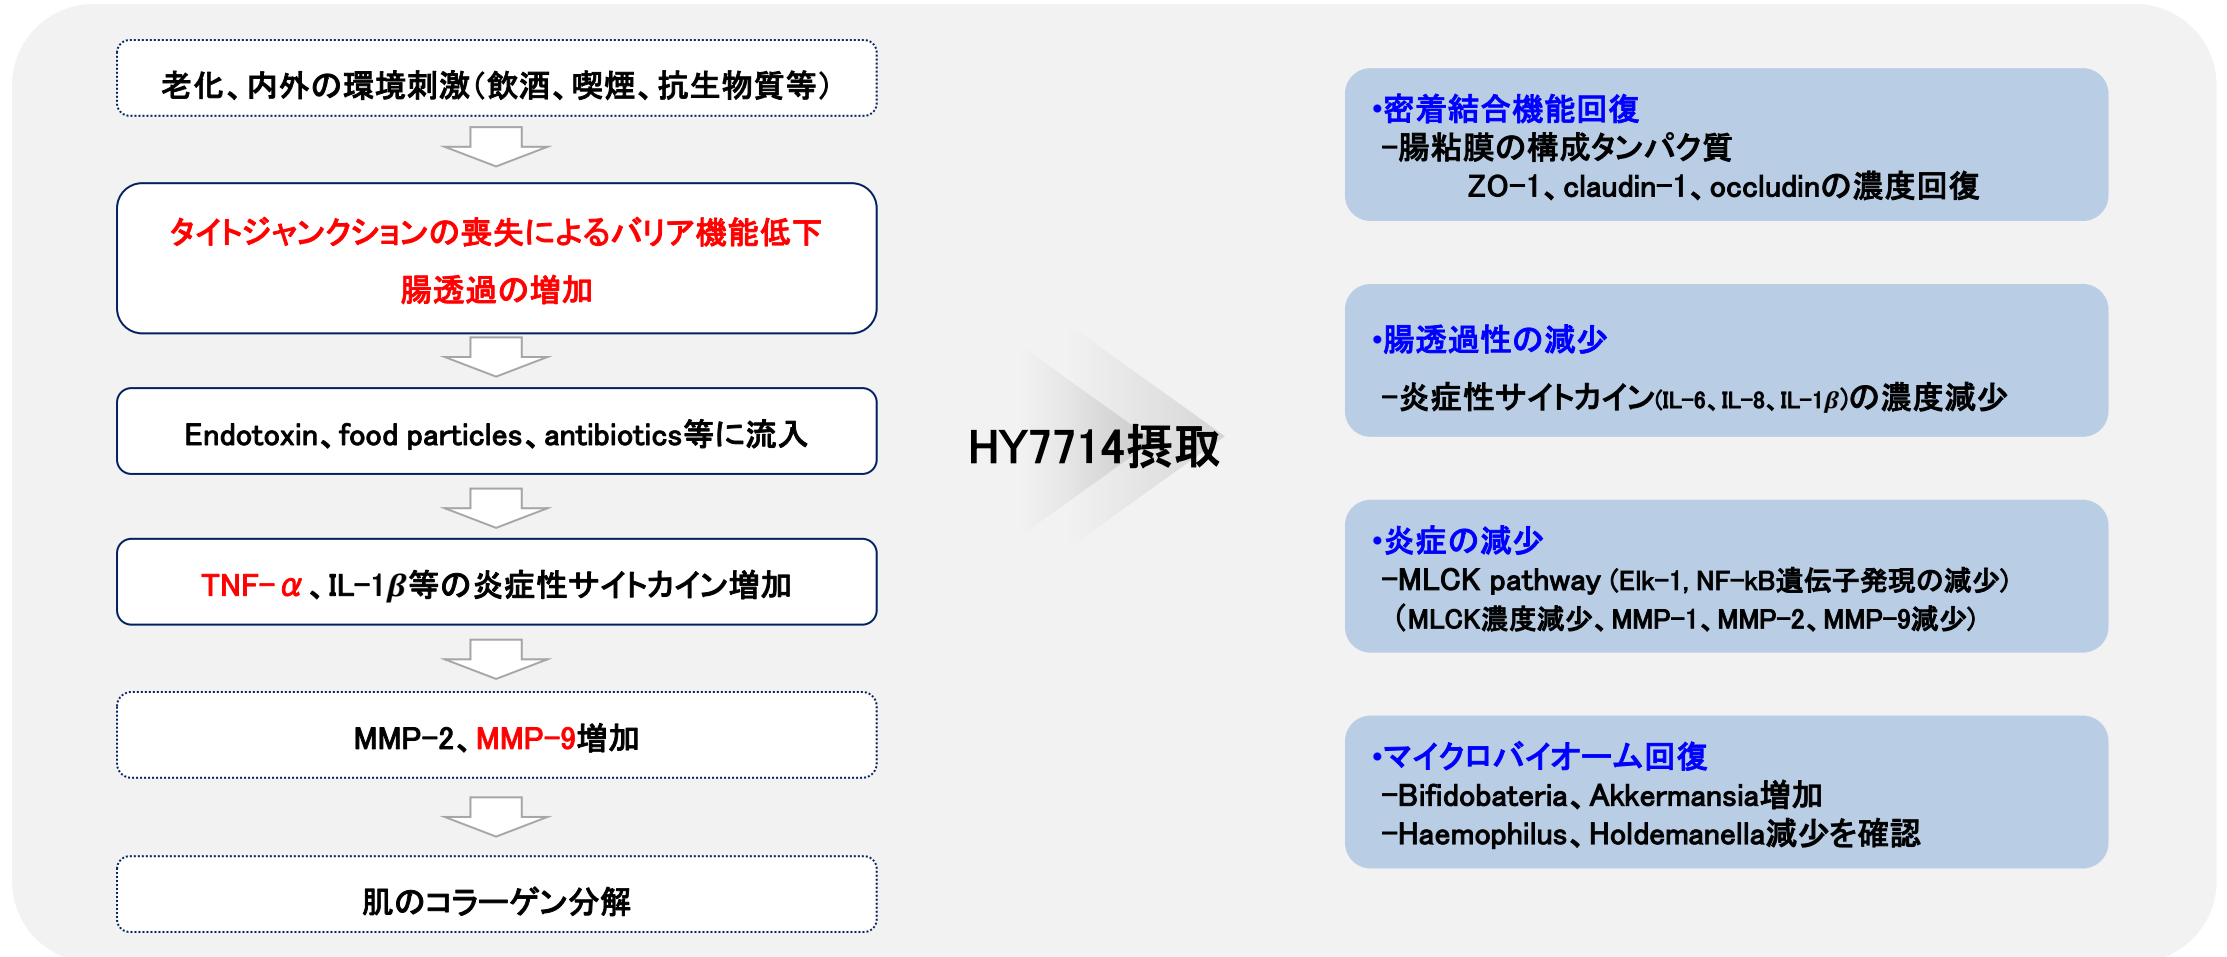 老化、内外の環境刺激(飲酒、喫煙、抗生物質等)
タイトジャンクションの喪失によるバリア機能低下
腸透過の増加
Endotoxin、food particles、antibiotics等に流入
TNF-α、IL-1β等の炎症性サイトカイン増加
MMP-2、MMP-9増加
肌のコラーゲン分解
HY7714摂取
・密着結合機能回復
-腸粘膜の構成タンパク質
ZO-1、claudin-1、occludinの濃度回復
・腸透過性の減少
-炎症性サイトカイン(IL-6、IL-8、IL-1β)の濃度減少
・炎症の減少
-MLCK pathway (Elk-1, NF-kB遺伝子発現の減少)
(MLCK濃度減少、MMP-1、MMP-2、MMP-9減少)
・マイクロバイオーム回復
-Bifidobateria、Akkermansia増加
-Haemophilus、Holdemanella減少を確認